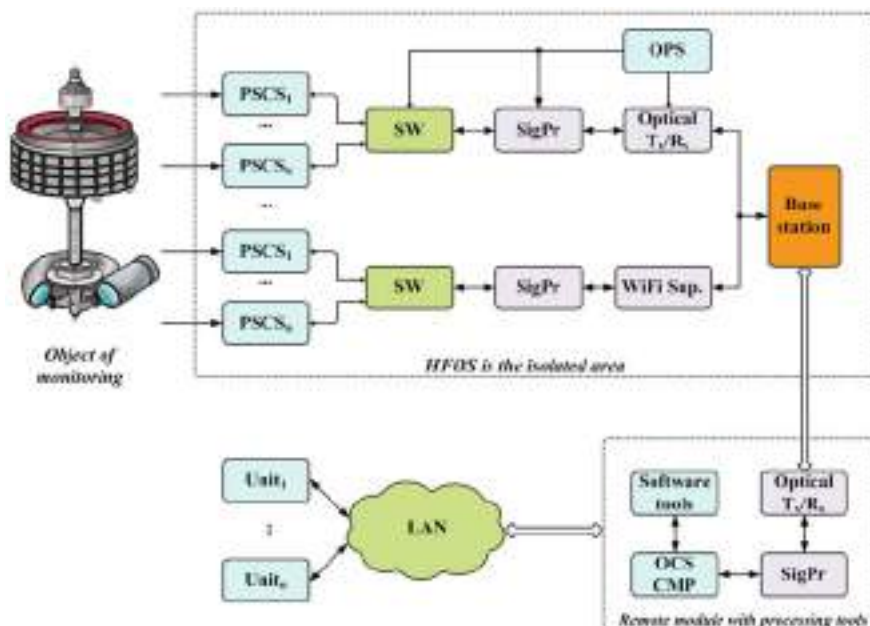 OPS
PSCS₁
...
SW
SigPr
Optical
Tₓ/Rₓ
PSCSₙ
...
Base
station
PSCS₁
...
SW
SigPr
WiFi Sup.
PSCSₙ
Object of
monitoring
HFOS is the isolated area
Unit₁
:
LAN
Unitₙ
Software
tools
Optical
Tₓ/Rₓ
OCS
CMP
SigPr
Remote module with processing tools